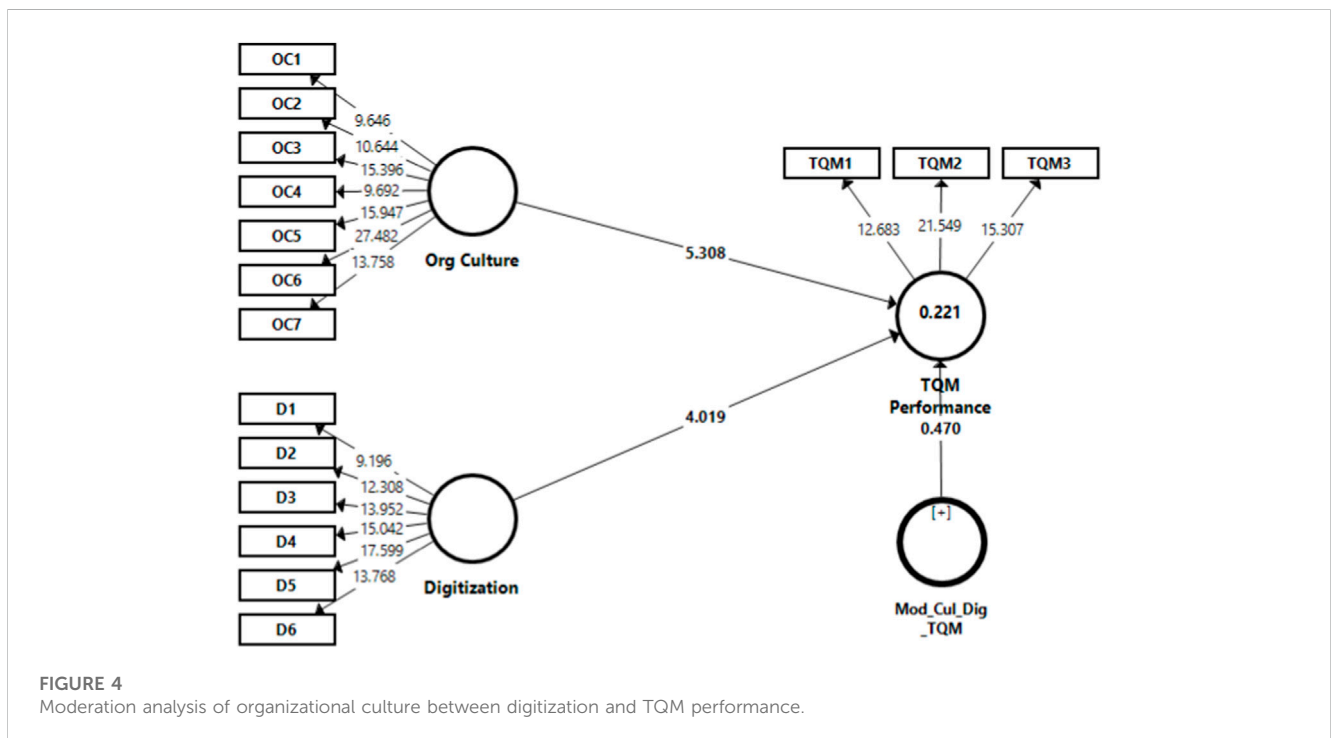 OC1
OC2
OC3
OC4
OC5
OC6
OC7
9.646
10.644
15.396
9.692
15.947
27.482
13.758
Org Culture
5.308
TQM1
TQM2
TQM3
12.683
21.549
15.307
0.221
TQM
Performance
0.470
[+]
Mod_Cul_Dig
_TQM
D1
D2
D3
D4
D5
D6
9.196
12.308
13.952
15.042
17.599
13.768
Digitization
4.019
FIGURE 4
Moderation analysis of organizational culture between digitization and TQM performance.